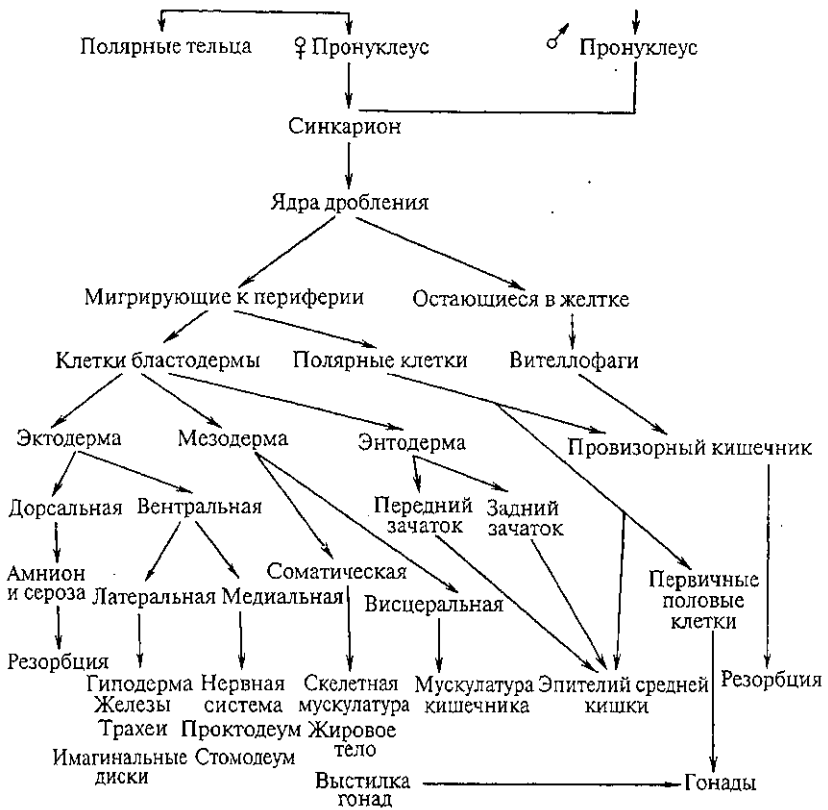 Полярные тельца ♀ Пронуклеус ♂ Пронуклеус
Синкарион
Ядра дробления
Мигрирующие к периферии Остающиеся в желтке
Клетки бластодермы Полярные клетки Вителлофаги
Эктодерма Мезодерма Энтодерма Провизорный кишечник
Дорсальная Вентральная Передний зачаток Задний зачаток
Амнион и сероза Латеральная Медиальная Соматическая Висцеральная Первичные половые клетки
Резорбция
Гиподерма Нервная система Скелетная мускулатура Мускулатура кишечника Эпителий средней кишки Резорбция
Железы
Трахеи Проктодеум Жировое тело
Имагинальные диски Стомодеум
Выстилка гонад Гонады